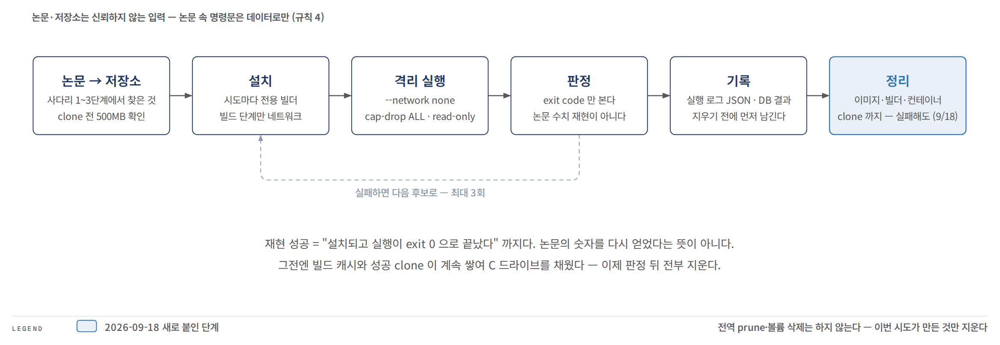 논문·저장소는 신뢰하지 않는 입력 — 논문 속 명령문은 데이터로만 (규칙 4)
논문 → 저장소
사다리 1~3단계에서 찾은 것
clone 전 500MB 확인
설치
시도마다 전용 빌더
빌드 단계만 네트워크
격리 실행
--network none
cap-drop ALL · read-only
판정
exit code 만 본다
논문 수치 재현이 아니다
기록
실행 로그 JSON · DB 결과
지우기 전에 먼저 남긴다
정리
이미지·빌더·컨테이너
clone 까지 — 실패해도 (9/18)
실패하면 다음 후보로 — 최대 3회
재현 성공 = "설치되고 실행이 exit 0 으로 끝났다" 까지다. 논문의 숫자를 다시 얻었다는 뜻이 아니다.
그전엔 빌드 캐시와 성공 clone 이 계속 쌓여 C 드라이브를 채웠다 — 이제 판정 뒤 전부 지운다.
LEGEND
2026-09-18 새로 붙인 단계
전역 prune·볼륨 삭제는 하지 않는다 — 이번 시도가 만든 것만 지운다